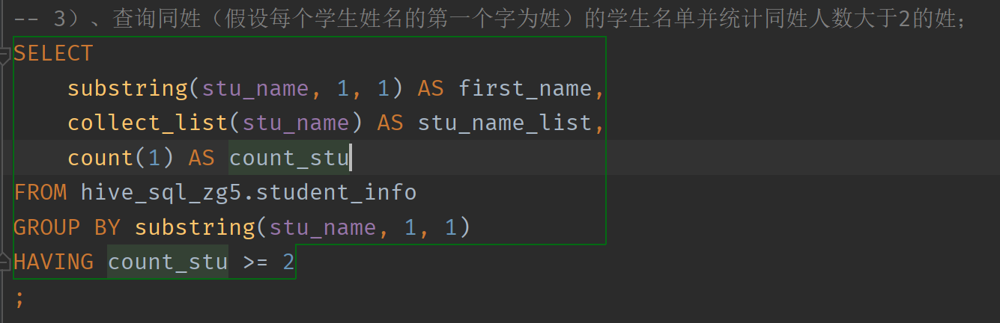 -- 3）、查询同姓（假设每个学生姓名的第一个字为姓）的学生名单并统计同姓人数大于2的姓；
SELECT
    substring(stu_name, 1, 1) AS first_name,
    collect_list(stu_name) AS stu_name_list,
    count(1) AS count_stu
FROM hive_sql_zg5.student_info
GROUP BY substring(stu_name, 1, 1)
HAVING count_stu >= 2
;